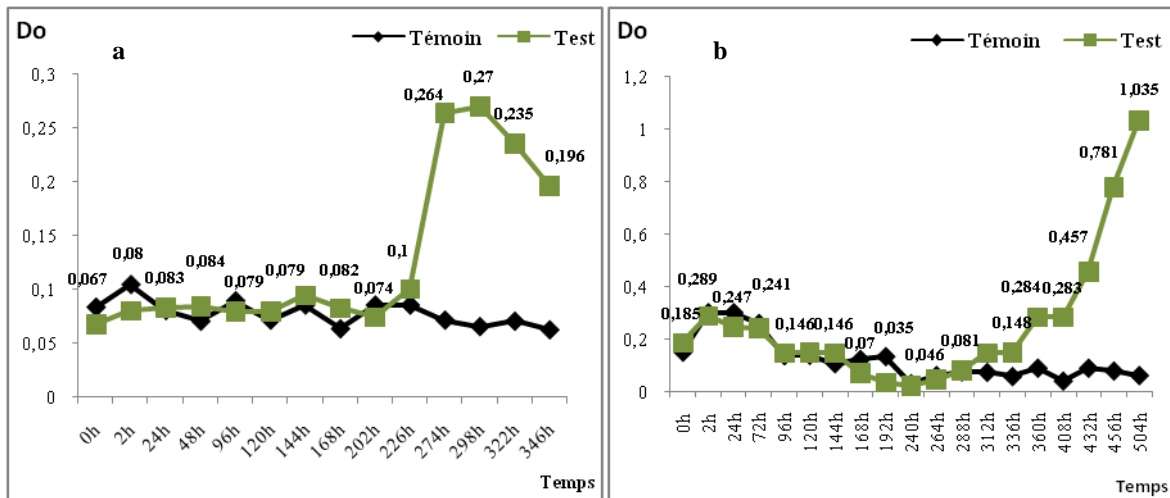 Do
a
Témoin
Test
0,3
0,25
0,2
0,15
0,1
0,05
0
0,067
0,08
0,083
0,084
0,079
0,079
0,082
0,074
0,1
0,264
0,27
0,235
0,196
0h
2h
24h
48h
96h
120h
144h
168h
202h
226h
274h
298h
322h
346h
Temps
Do
b
Témoin
Test
1,2
1
0,8
0,6
0,4
0,2
0
0,185
0,289
0,247
0,241
0,146
0,146
0,07
0,035
0,046
0,081
0,148
0,284
0,283
0,457
0,781
1,035
0h
2h
24h
72h
96h
120h
144h
168h
192h
240h
264h
288h
312h
336h
360h
408h
432h
456h
504h
Temps